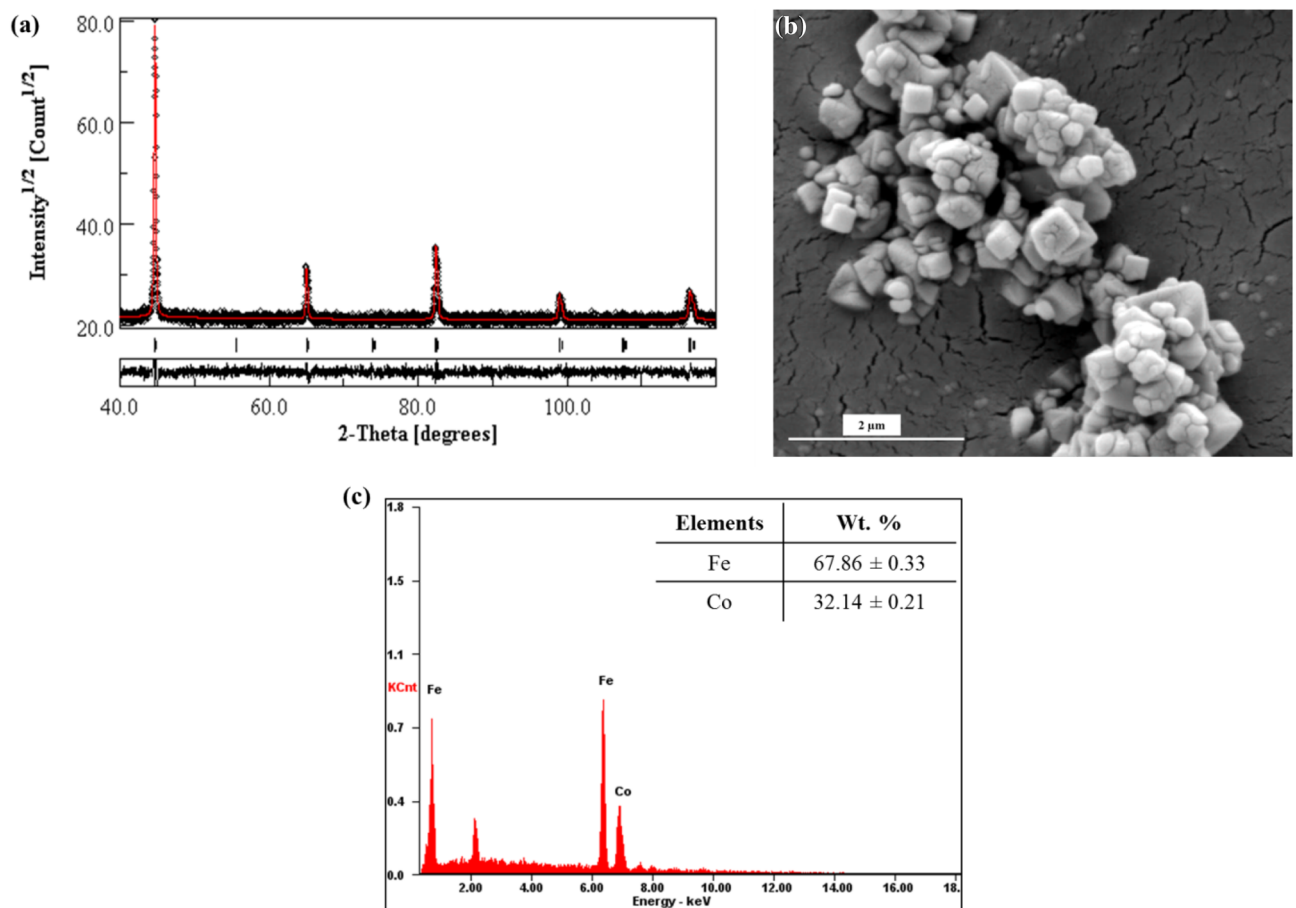 (a)
80.0
60.0
40.0
20.0
Intensity1/2 [Count1/2]
40.0 60.0 80.0 100.0
2-Theta [degrees]
(b)
2 μm
(c)
1.8
1.5
1.1
KCnt
0.7
0.4
0.0
Fe
Fe
Co
Elements Wt. %
Fe 67.86 ± 0.33
Co 32.14 ± 0.21
2.00 4.00 6.00 8.00 10.00 12.00 14.00 16.00 18.
Energy - keV